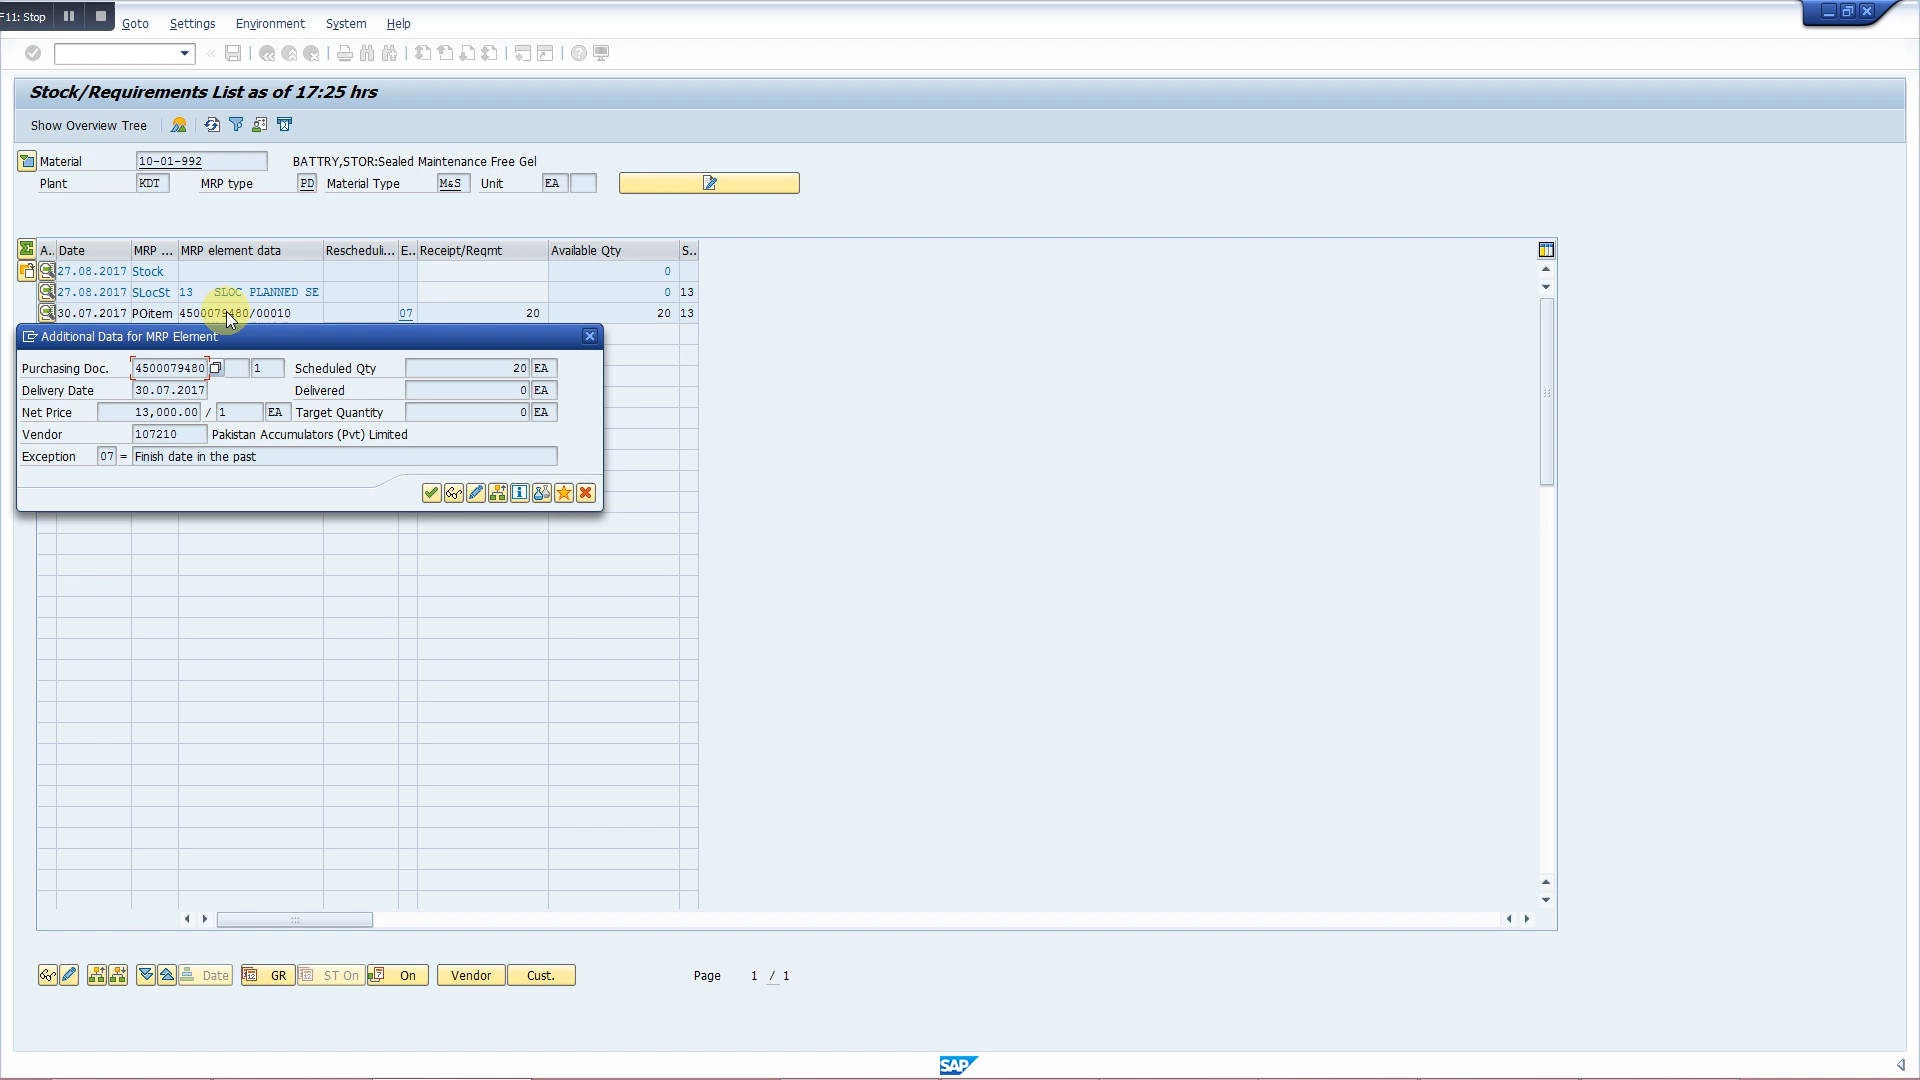 F11: Stop
Goto Settings Environment System Help
Stock/Requirements List as of 17:25 hrs
Show Overview Tree
Material 10-01-992 BATTRY,STOR:Sealed Maintenance Free Gel
Plant KDT MRP type PD Material Type M&S Unit EA
A.. Date MRP ... MRP element data Rescheduli... E.. Receipt/Reqmt Available Qty S..
27.08.2017 Stock 0
27.08.2017 SLocSt 13 SLOC PLANNED SE 0 13
30.07.2017 POitem 4500079480/00010 07 20 20 13
Additional Data for MRP Element
Purchasing Doc. 4500079480 1 Scheduled Qty 20 EA
Delivery Date 30.07.2017 Delivered 0 EA
Net Price 13,000.00 / 1 EA Target Quantity 0 EA
Vendor 107210 Pakistan Accumulators (Pvt) Limited
Exception 07 = Finish date in the past
Date GR ST On On Vendor Cust. Page 1 / 1
SAP